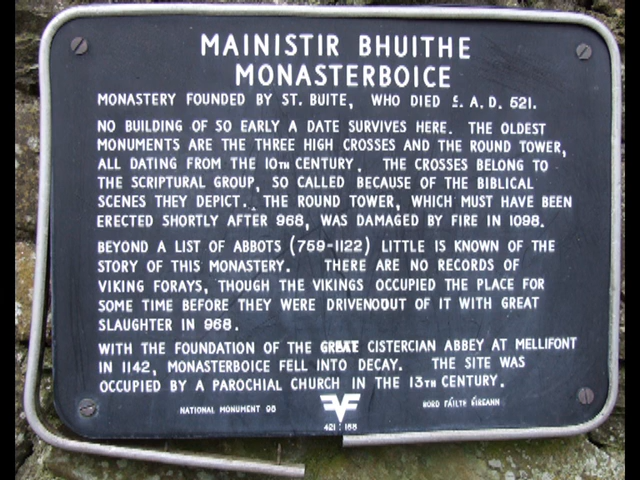 MAINISTIR BHUITHE
MONASTERBOICE
MONASTERY FOUNDED BY ST. BUITE, WHO DIED c. A.D. 521.
NO BUILDING OF SO EARLY A DATE SURVIVES HERE. THE OLDEST
MONUMENTS ARE THE THREE HIGH CROSSES AND THE ROUND TOWER,
ALL DATING FROM THE 10TH CENTURY. THE CROSSES BELONG TO
THE SCRIPTURAL GROUP, SO CALLED BECAUSE OF THE BIBLICAL
SCENES THEY DEPICT.. THE ROUND TOWER, WHICH MUST HAVE BEEN
ERECTED SHORTLY AFTER 968, WAS DAMAGED BY FIRE IN 1098.
BEYOND A LIST OF ABBOTS (759-1122) LITTLE IS KNOWN OF THE
STORY OF THIS MONASTERY. THERE ARE NO RECORDS OF
VIKING FORAYS, THOUGH THE VIKINGS OCCUPIED THE PLACE FOR
SOME TIME BEFORE THEY WERE DRIVENOOUT OF IT WITH GREAT
SLAUGHTER IN 968.
WITH THE FOUNDATION OF THE GREAT CISTERCIAN ABBEY AT MELLIFONT
IN 1142, MONASTERBOICE FELL INTO DECAY. THE SITE WAS
OCCUPIED BY A PAROCHIAL CHURCH IN THE 13TH CENTURY.
NATIONAL MONUMENT 98
BORD FÁILTE ÉIREANN
421 : 188